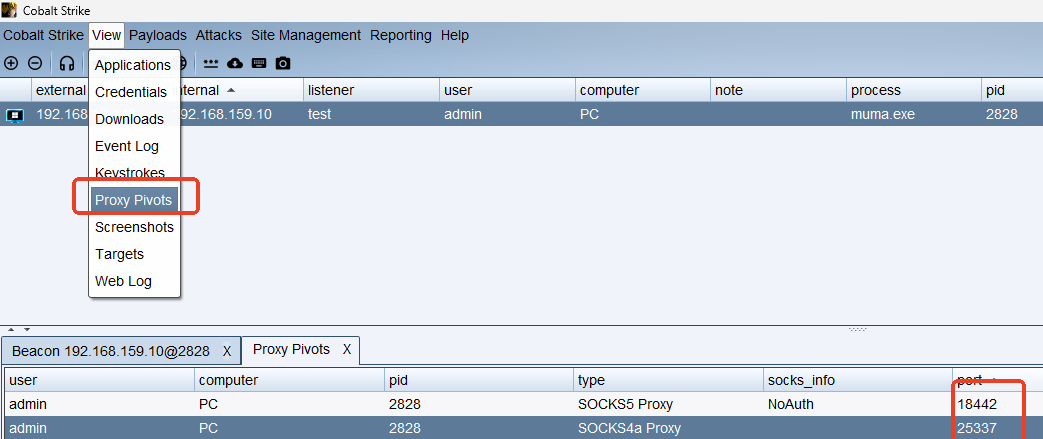 Cobalt Strike
Cobalt Strike View Payloads Attacks Site Management Reporting Help
Applications
Credentials
Downloads
Event Log
Keystrokes
Proxy Pivots
Screenshots
Targets
Web Log
external listener user computer note process pid
192.168 192.168.159.10 test admin PC muma.exe 2828
Beacon 192.168.159.10@2828 X Proxy Pivots X
user computer pid type socks_info port
admin PC 2828 SOCKS5 Proxy NoAuth 18442
admin PC 2828 SOCKS4a Proxy 25337